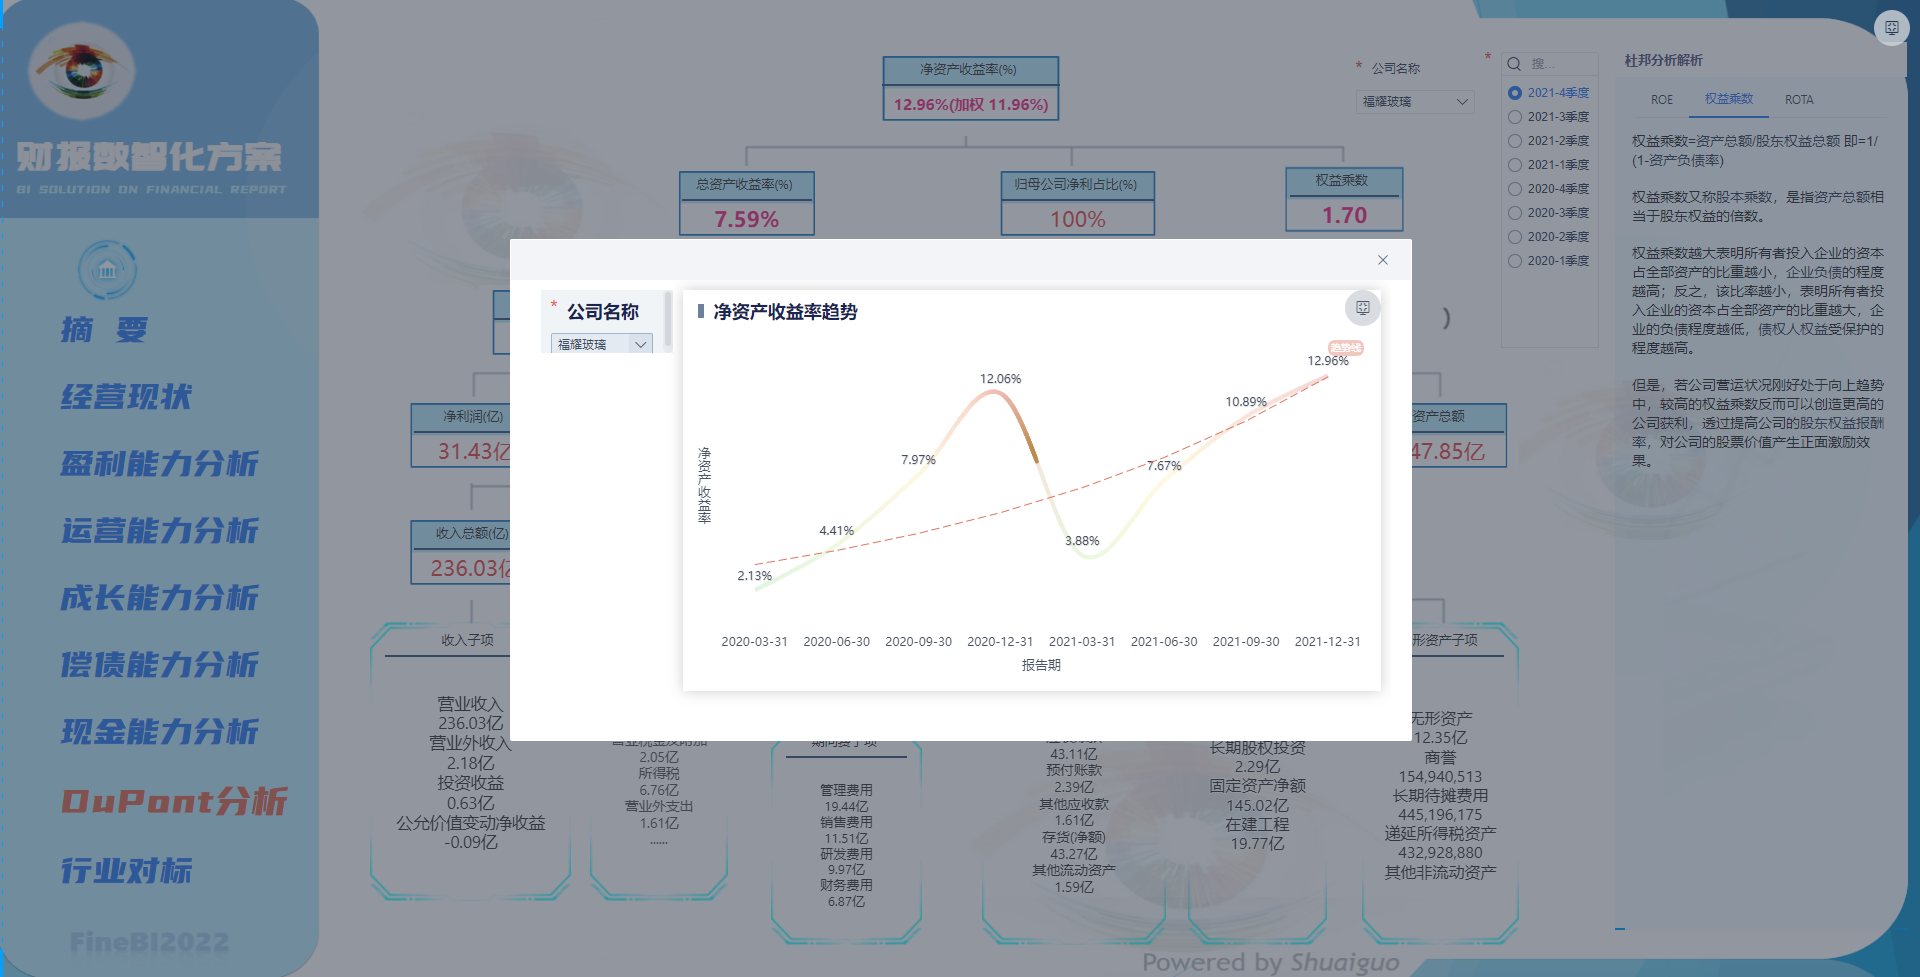 财报数智化方案
BI SOLUTION ON FINANCIAL REPORT
摘 要
经营现状
盈利能力分析
运营能力分析
成长能力分析
偿债能力分析
现金能力分析
DuPont分析
行业对标
FineBI2022
净资产收益率(%)
12.96%(加权 11.96%)
* 公司名称
福耀玻璃
*
搜...
2021-4季度
2021-3季度
2021-2季度
2021-1季度
2020-4季度
2020-3季度
2020-2季度
2020-1季度
总资产收益率(%)
7.59%
归母公司净利占比(%)
100%
权益乘数
1.70
杜邦分析解析
ROE 权益乘数 ROTA
权益乘数=资产总额/股东权益总额 即=1/
(1-资产负债率)
权益乘数又称股本乘数，是指资产总额相
当于股东权益的倍数。
权益乘数越大表明所有者投入企业的资本
占全部资产的比重越小，企业负债的程度
越高；反之，该比率越小，表明所有者投
入企业的资本占全部资产的比重越大，企
业的负债程度越低，债权人权益受保护的
程度越高。
但是，若公司营运状况刚好处于向上趋势
中，较高的权益乘数反而可以创造更高的
公司获利，透过提高公司的股东权益报酬
率，对公司的股票价值产生正面激励效
果。
* 公司名称
福耀玻璃
净资产收益率趋势
趋势线
12.96%
12.06%
10.89%
7.97%
7.67%
4.41%
3.88%
2.13%
净资产收益率
2020-03-31 2020-06-30 2020-09-30 2020-12-31 2021-03-31 2021-06-30 2021-09-30 2021-12-31
报告期
)
净利润(亿)
31.43亿
资产总额
47.85亿
收入总额(亿)
236.03亿
收入子项
营业收入
236.03亿
营业外收入
2.18亿
投资收益
0.63亿
公允价值变动净收益
-0.09亿
营业税金及附加
2.05亿
所得税
6.76亿
营业外支出
1.61亿
......
期间费子项
管理费用
19.44亿
销售费用
11.51亿
研发费用
9.97亿
财务费用
6.87亿
43.11亿
预付账款
2.39亿
其他应收款
1.61亿
存货(净额)
43.27亿
其他流动资产
1.59亿
长期股权投资
2.29亿
固定资产净额
145.02亿
在建工程
19.77亿
形资产子项
无形资产
12.35亿
商誉
154,940,513
长期待摊费用
445,196,175
递延所得税资产
432,928,880
其他非流动资产
Powered by Shuaiguo